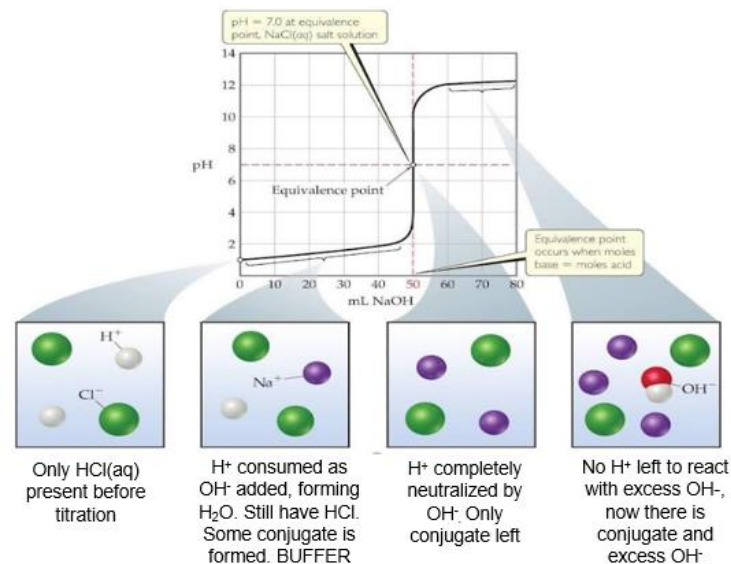 pH = 7.0 at equivalence
point, NaCl(aq) salt solution
14
12
10
8
6
4
2
pH
Equivalence point
Equivalence point
occurs when moles
base = moles acid
0 10 20 30 40 50 60 70 80
mL NaOH
H⁺
Cl⁻
Na⁺
OH⁻
Only HCl(aq)
present before
titration
H⁺ consumed as
OH⁻ added, forming
H₂O. Still have HCl.
Some conjugate is
formed. BUFFER
H⁺ completely
neutralized by
OH⁻. Only
conjugate left
No H⁺ left to react
with excess OH-,
now there is
conjugate and
excess OH⁻